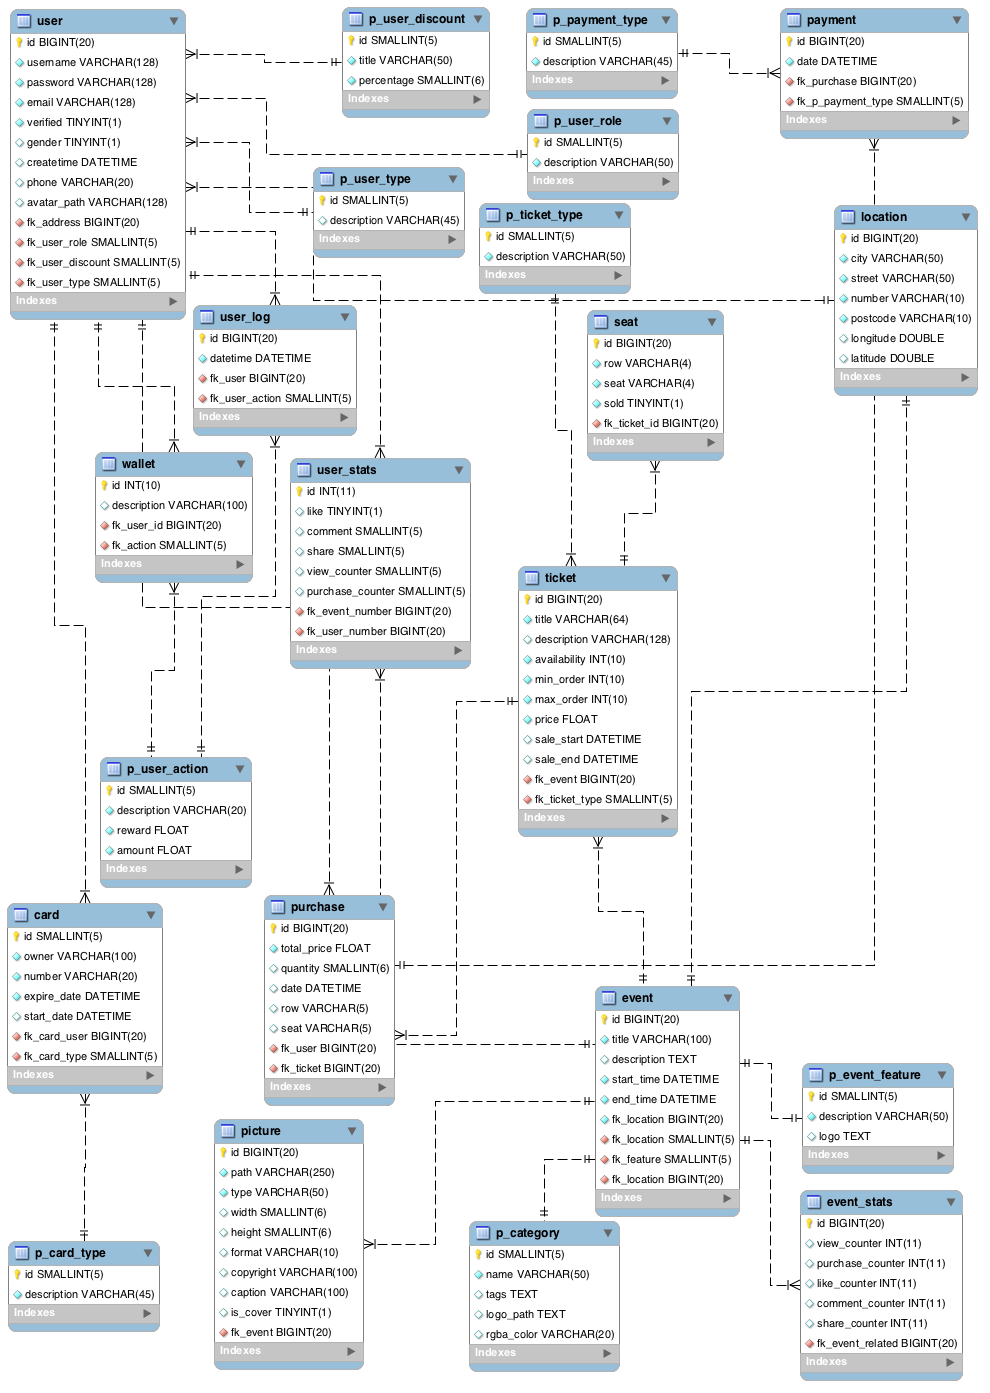 user
id BIGINT(20)
username VARCHAR(128)
password VARCHAR(128)
email VARCHAR(128)
verified TINYINT(1)
gender TINYINT(1)
createtime DATETIME
phone VARCHAR(20)
avatar_path VARCHAR(128)
fk_address BIGINT(20)
fk_user_role SMALLINT(5)
fk_user_discount SMALLINT(5)
fk_user_type SMALLINT(5)
Indexes
p_user_discount
id SMALLINT(5)
title VARCHAR(50)
percentage SMALLINT(6)
Indexes
p_payment_type
id SMALLINT(5)
description VARCHAR(45)
Indexes
payment
id BIGINT(20)
date DATETIME
fk_purchase BIGINT(20)
fk_p_payment_type SMALLINT(5)
Indexes
p_user_role
id SMALLINT(5)
description VARCHAR(50)
Indexes
p_user_type
id SMALLINT(5)
description VARCHAR(45)
Indexes
p_ticket_type
id SMALLINT(5)
description VARCHAR(50)
Indexes
location
id BIGINT(20)
city VARCHAR(50)
street VARCHAR(50)
number VARCHAR(10)
postcode VARCHAR(10)
longitude DOUBLE
latitude DOUBLE
Indexes
user_log
id BIGINT(20)
datetime DATETIME
fk_user BIGINT(20)
fk_user_action SMALLINT(5)
Indexes
seat
id BIGINT(20)
row VARCHAR(4)
seat VARCHAR(4)
sold TINYINT(1)
fk_ticket_id BIGINT(20)
Indexes
wallet
id INT(10)
description VARCHAR(100)
fk_user_id BIGINT(20)
fk_action SMALLINT(5)
Indexes
user_stats
id INT(11)
like TINYINT(1)
comment SMALLINT(5)
share SMALLINT(5)
view_counter SMALLINT(5)
purchase_counter SMALLINT(5)
fk_event_number BIGINT(20)
fk_user_number BIGINT(20)
Indexes
ticket
id BIGINT(20)
title VARCHAR(64)
description VARCHAR(128)
availability INT(10)
min_order INT(10)
max_order INT(10)
price FLOAT
sale_start DATETIME
sale_end DATETIME
fk_event BIGINT(20)
fk_ticket_type SMALLINT(5)
Indexes
p_user_action
id SMALLINT(5)
description VARCHAR(20)
reward FLOAT
amount FLOAT
Indexes
card
id SMALLINT(5)
owner VARCHAR(100)
number VARCHAR(20)
expire_date DATETIME
start_date DATETIME
fk_card_user BIGINT(20)
fk_card_type SMALLINT(5)
Indexes
purchase
id BIGINT(20)
total_price FLOAT
quantity SMALLINT(6)
date DATETIME
row VARCHAR(5)
seat VARCHAR(5)
fk_user BIGINT(20)
fk_ticket BIGINT(20)
Indexes
event
id BIGINT(20)
title VARCHAR(100)
description TEXT
start_time DATETIME
end_time DATETIME
fk_location BIGINT(20)
fk_location SMALLINT(5)
fk_feature SMALLINT(5)
fk_location BIGINT(20)
Indexes
p_event_feature
id SMALLINT(5)
description VARCHAR(50)
logo TEXT
Indexes
picture
id BIGINT(20)
path VARCHAR(250)
type VARCHAR(50)
width SMALLINT(6)
height SMALLINT(6)
format VARCHAR(10)
copyright VARCHAR(100)
caption VARCHAR(100)
is_cover TINYINT(1)
fk_event BIGINT(20)
Indexes
event_stats
id BIGINT(20)
view_counter INT(11)
purchase_counter INT(11)
like_counter INT(11)
comment_counter INT(11)
share_counter INT(11)
fk_event_related BIGINT(20)
Indexes
p_category
id SMALLINT(5)
name VARCHAR(50)
tags TEXT
logo_path TEXT
rgba_color VARCHAR(20)
Indexes
p_card_type
id SMALLINT(5)
description VARCHAR(45)
Indexes